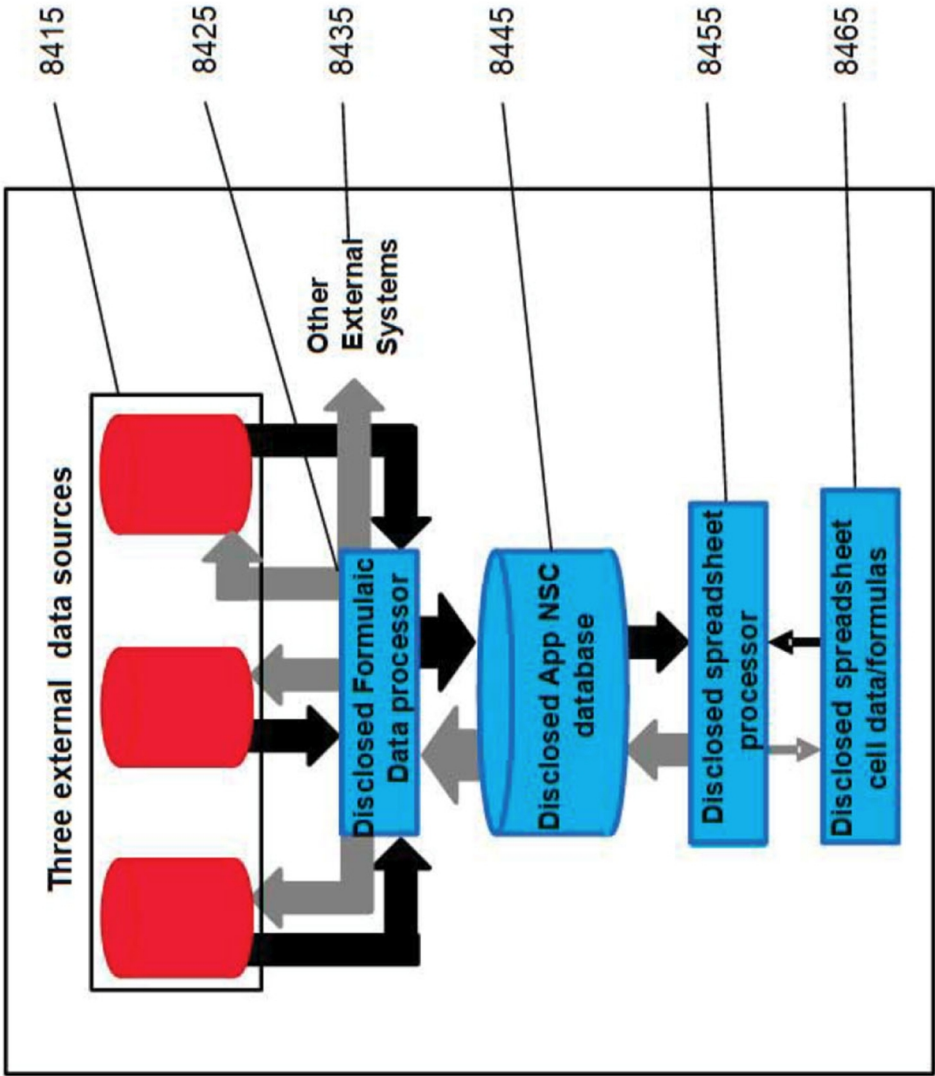 Three external data sources
Other
External
Systems
Disclosed Formulaic
Data processor
Disclosed App NSC
database
Disclosed spreadsheet
processor
Disclosed spreadsheet
cell data/formulas
8415
8425
8435
8445
8455
8465